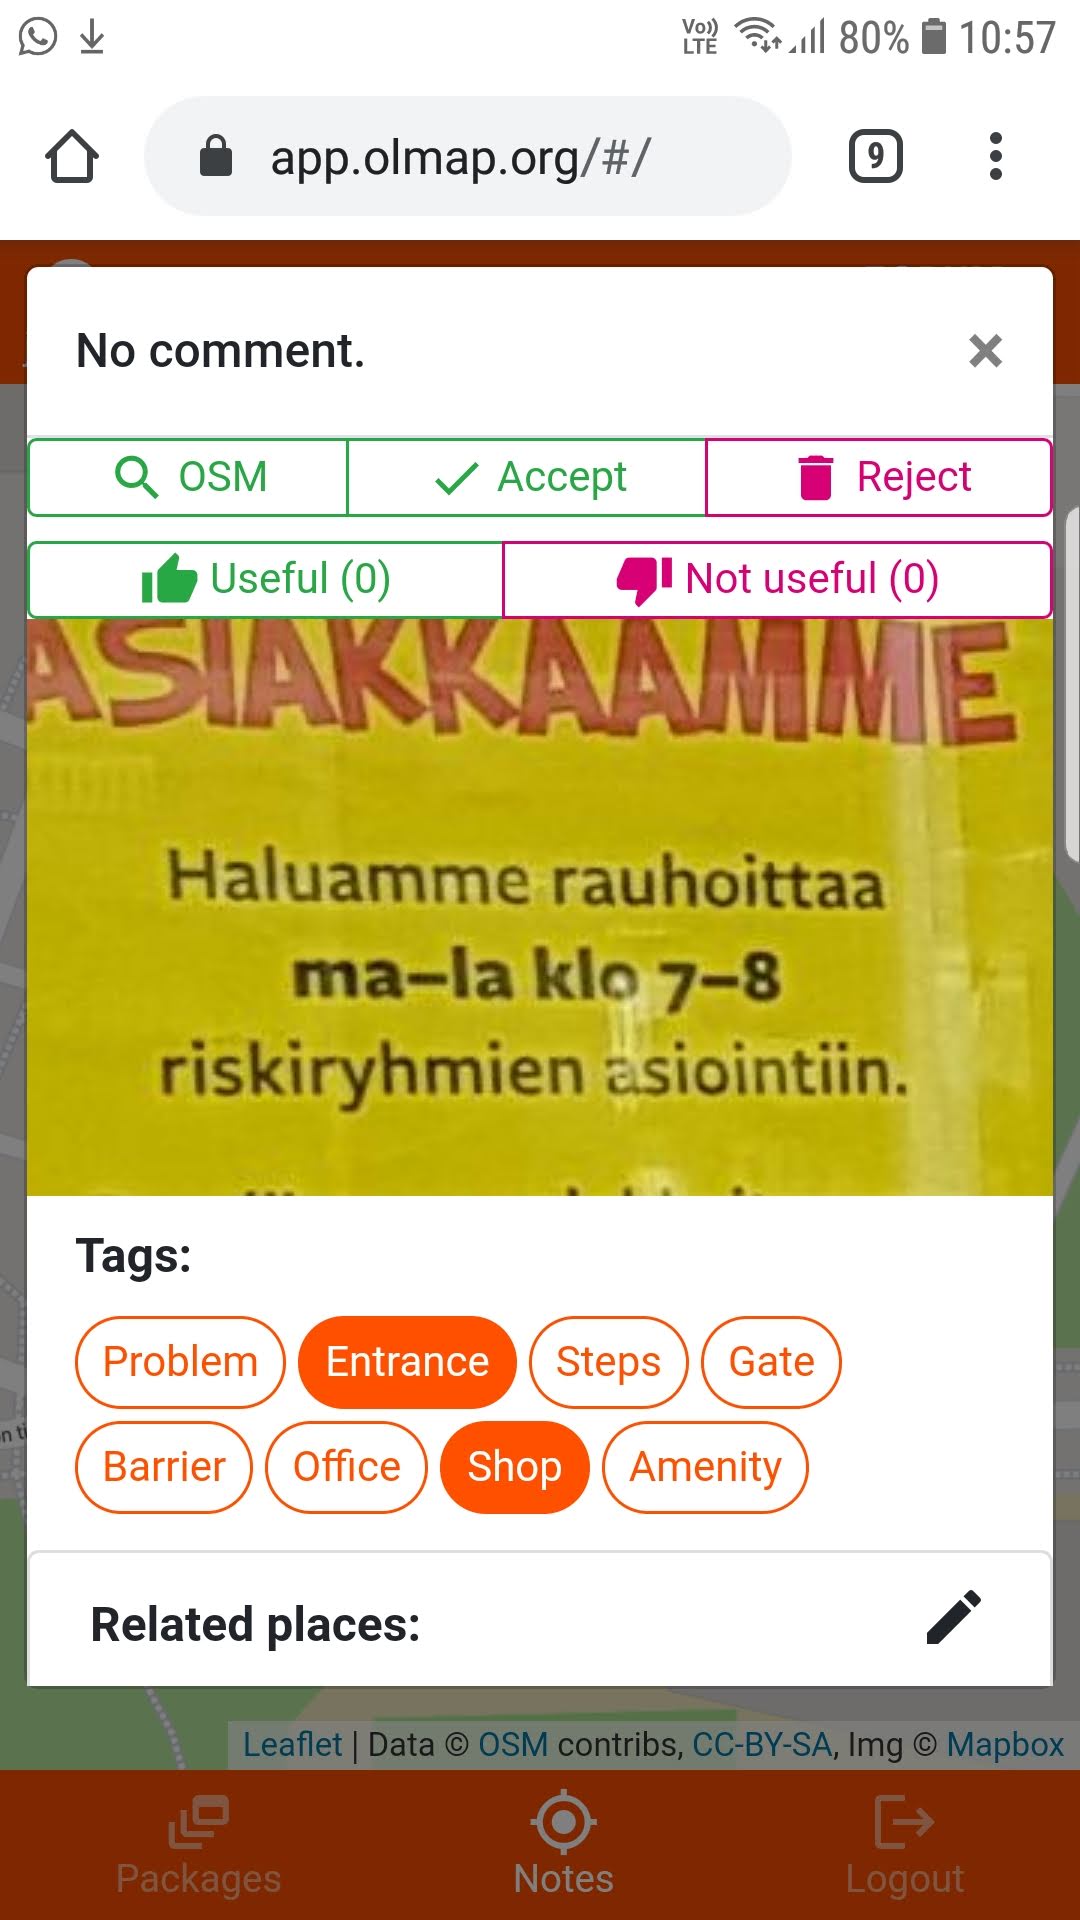 Vo)) LTE 80% 10:57
app.olmap.org/#/ 9
No comment. ×
OSM Accept Reject
Useful (0) Not useful (0)
ASIAKKAAMME
Haluamme rauhoittaa
ma–la klo 7–8
riskiryhmien asiointiin.
Tags:
Problem Entrance Steps Gate
Barrier Office Shop Amenity
Related places:
Leaflet | Data © OSM contribs, CC-BY-SA, Img © Mapbox
Packages Notes Logout